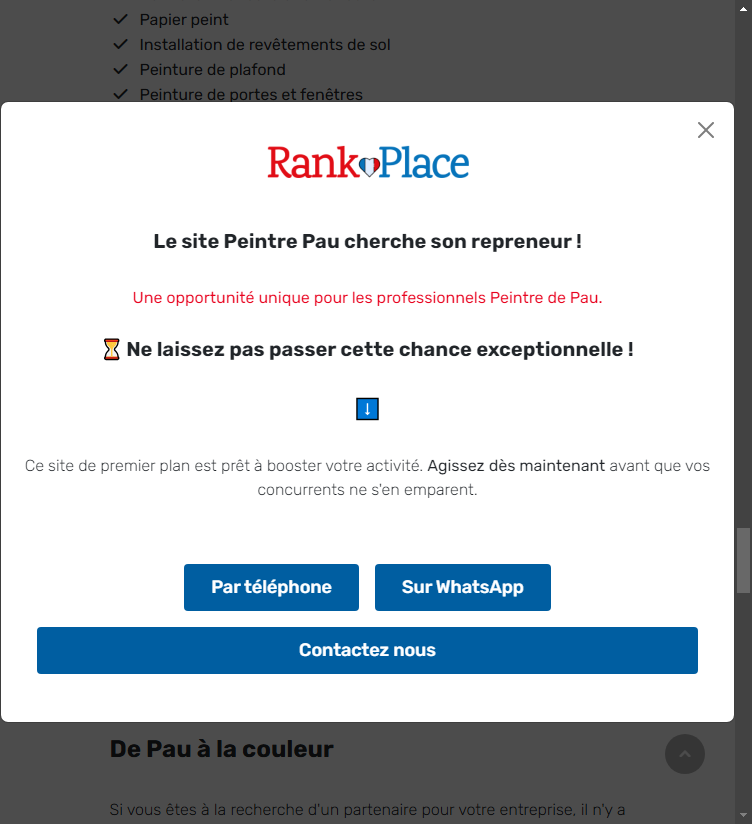 Papier peint
Installation de revêtements de sol
Peinture de plafond
Peinture de portes et fenêtres
Rank Place
Le site Peintre Pau cherche son repreneur !
Une opportunité unique pour les professionnels Peintre de Pau.
⏳ Ne laissez pas passer cette chance exceptionnelle !
Ce site de premier plan est prêt à booster votre activité. Agissez dès maintenant avant que vos
concurrents ne s'en emparent.
Par téléphone Sur WhatsApp
Contactez nous
De Pau à la couleur
Si vous êtes à la recherche d'un partenaire pour votre entreprise, il n'y a